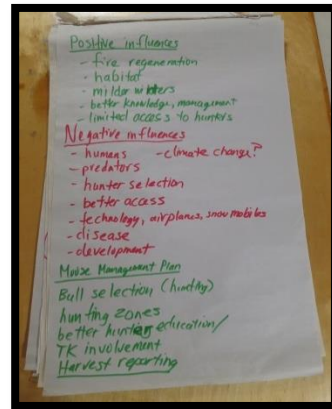 Positive influences
- fire regeneration
- habitat
- milder winters
- better knowledge, management
- limited access to hunters
Negative influences
- humans - climate change?
- predators
- hunter selection
- better access
- technology, airplanes, snow mobiles
- disease
- development
Moose Management Plan
Bull selection (hunting)
hunting zones
better hunter education/
TK involvement
Harvest reporting